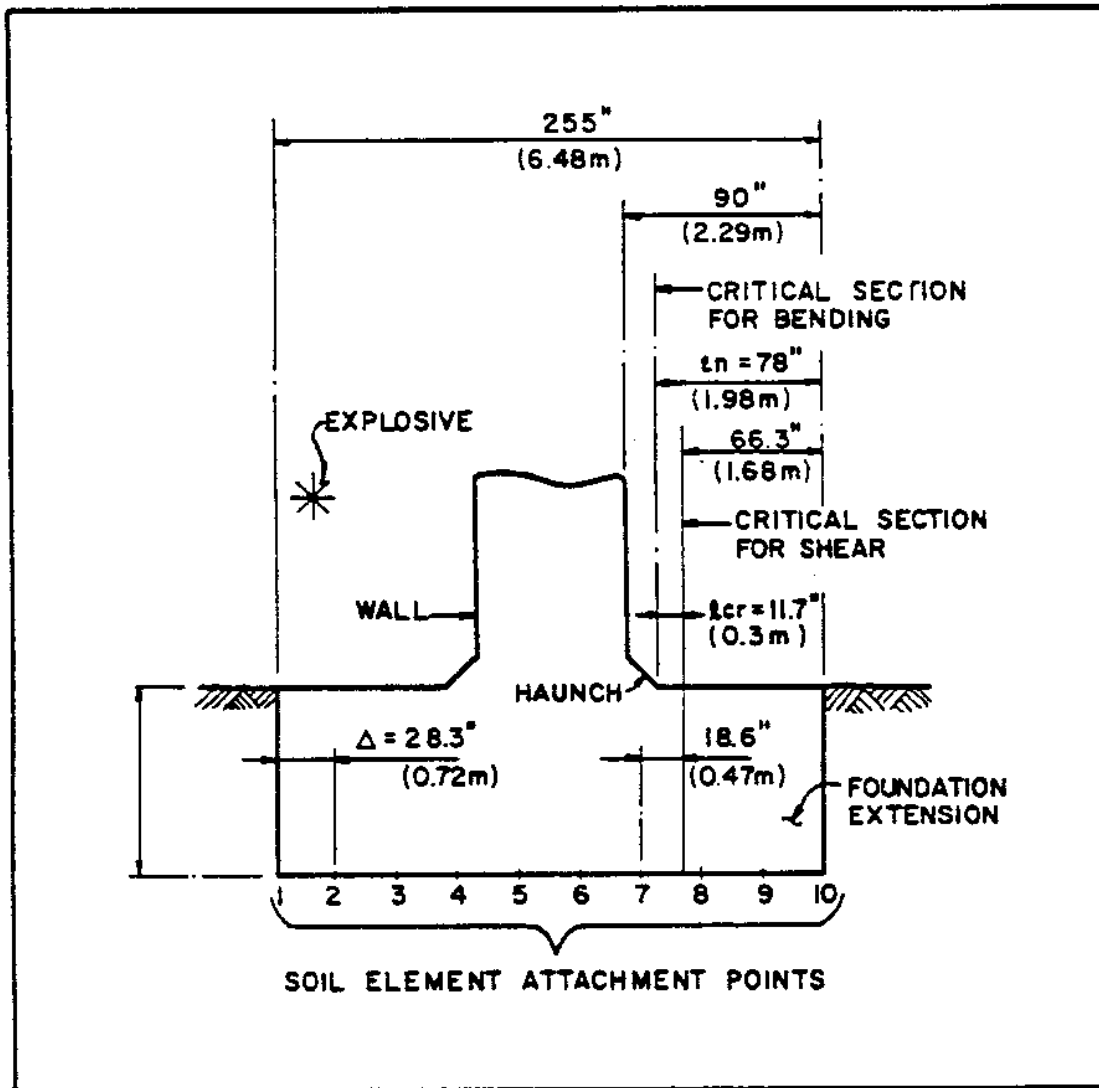 255"
(6.48m)
90"
(2.29m)
CRITICAL SECTION
FOR BENDING
ℓn = 78"
(1.98m)
EXPLOSIVE
66.3"
(1.68m)
CRITICAL SECTION
FOR SHEAR
WALL
ℓcr = 11.7"
(0.3m)
HAUNCH
Δ = 28.3"
(0.72m)
18.6"
(0.47m)
FOUNDATION
EXTENSION
1 2 3 4 5 6 7 8 9 10
SOIL ELEMENT ATTACHMENT POINTS